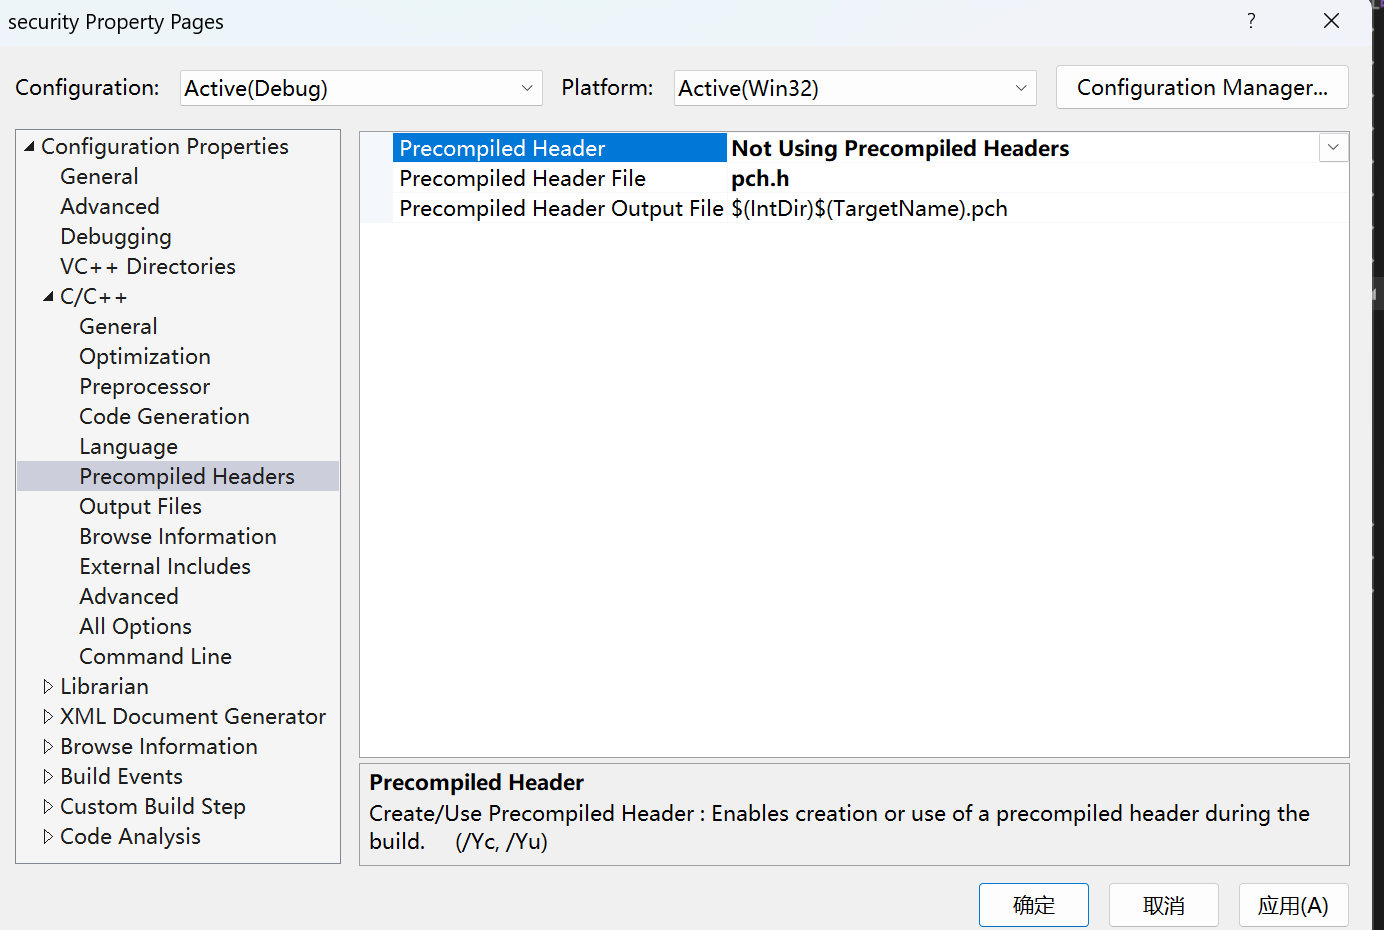 security Property Pages
?
Configuration: Active(Debug) Platform: Active(Win32) Configuration Manager...
Configuration Properties
General
Advanced
Debugging
VC++ Directories
C/C++
General
Optimization
Preprocessor
Code Generation
Language
Precompiled Headers
Output Files
Browse Information
External Includes
Advanced
All Options
Command Line
Librarian
XML Document Generator
Browse Information
Build Events
Custom Build Step
Code Analysis
Precompiled Header Not Using Precompiled Headers
Precompiled Header File pch.h
Precompiled Header Output File $(IntDir)$(TargetName).pch
Precompiled Header
Create/Use Precompiled Header : Enables creation or use of a precompiled header during the
build. (/Yc, /Yu)
确定 取消 应用(A)